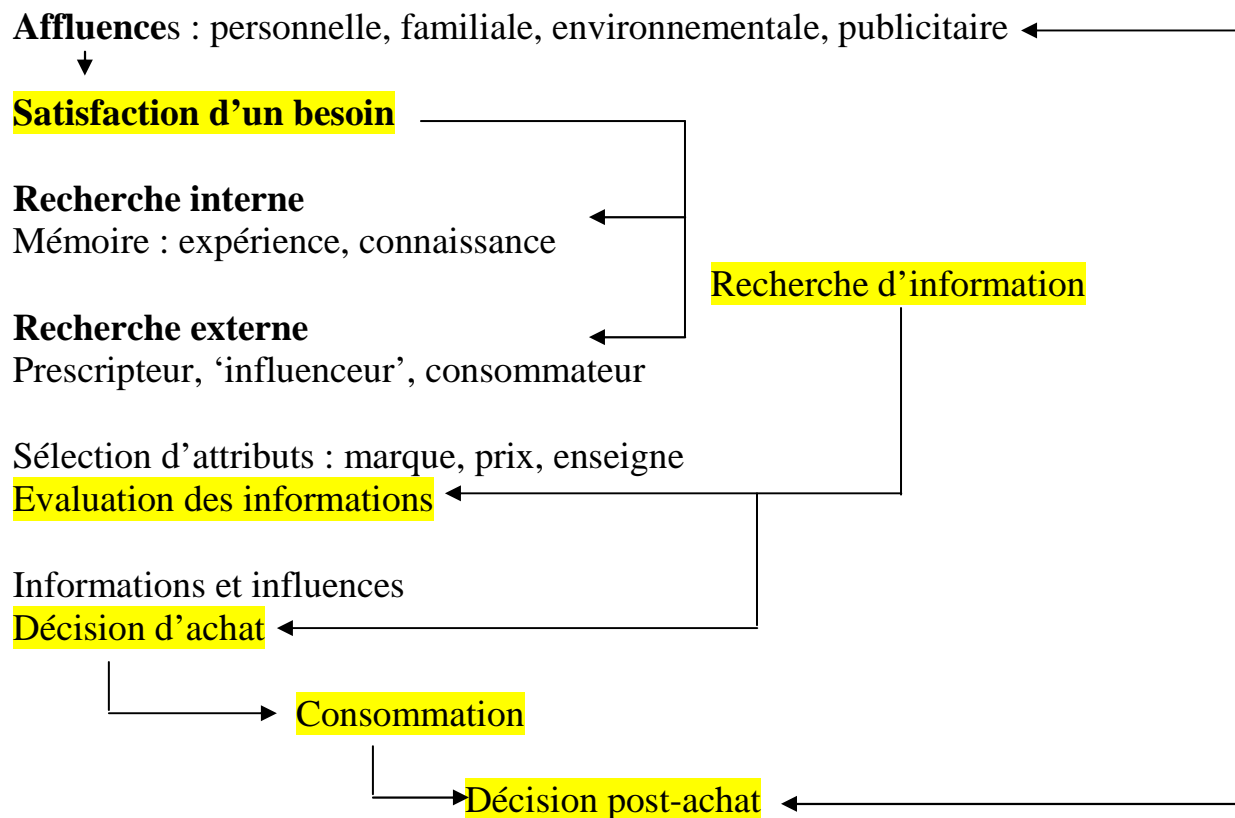 Affluences : personnelle, familiale, environnementale, publicitaire
Satisfaction d’un besoin
Recherche interne
Mémoire : expérience, connaissance
Recherche d’information
Recherche externe
Prescripteur, ‘influenceur’, consommateur
Sélection d’attributs : marque, prix, enseigne
Evaluation des informations
Informations et influences
Décision d’achat
Consommation
Décision post-achat